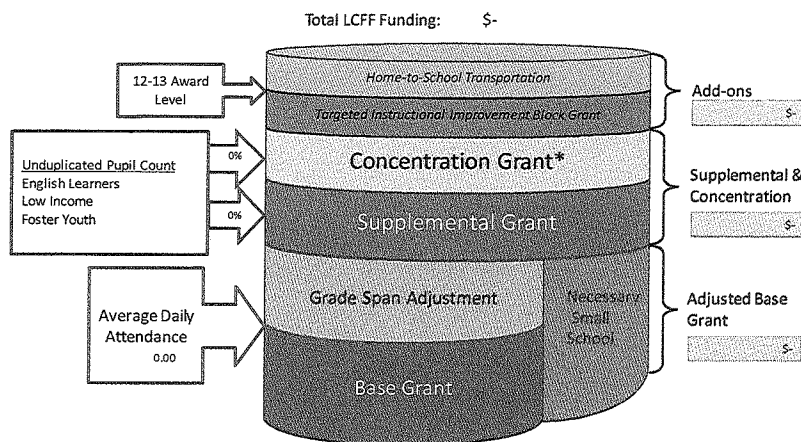 Total LCFF Funding: $-
12-13 Award
Level
Home-to-School Transportation
Targeted Instructional Improvement Block Grant
Add-ons
$-
Unduplicated Pupil Count
English Learners
Low Income
Foster Youth
0%
0%
Concentration Grant*
Supplemental Grant
Supplemental &
Concentration
$-
Average Daily
Attendance
0.00
Grade Span Adjustment
Base Grant
Necessary
Small
School
Adjusted Base
Grant
$-